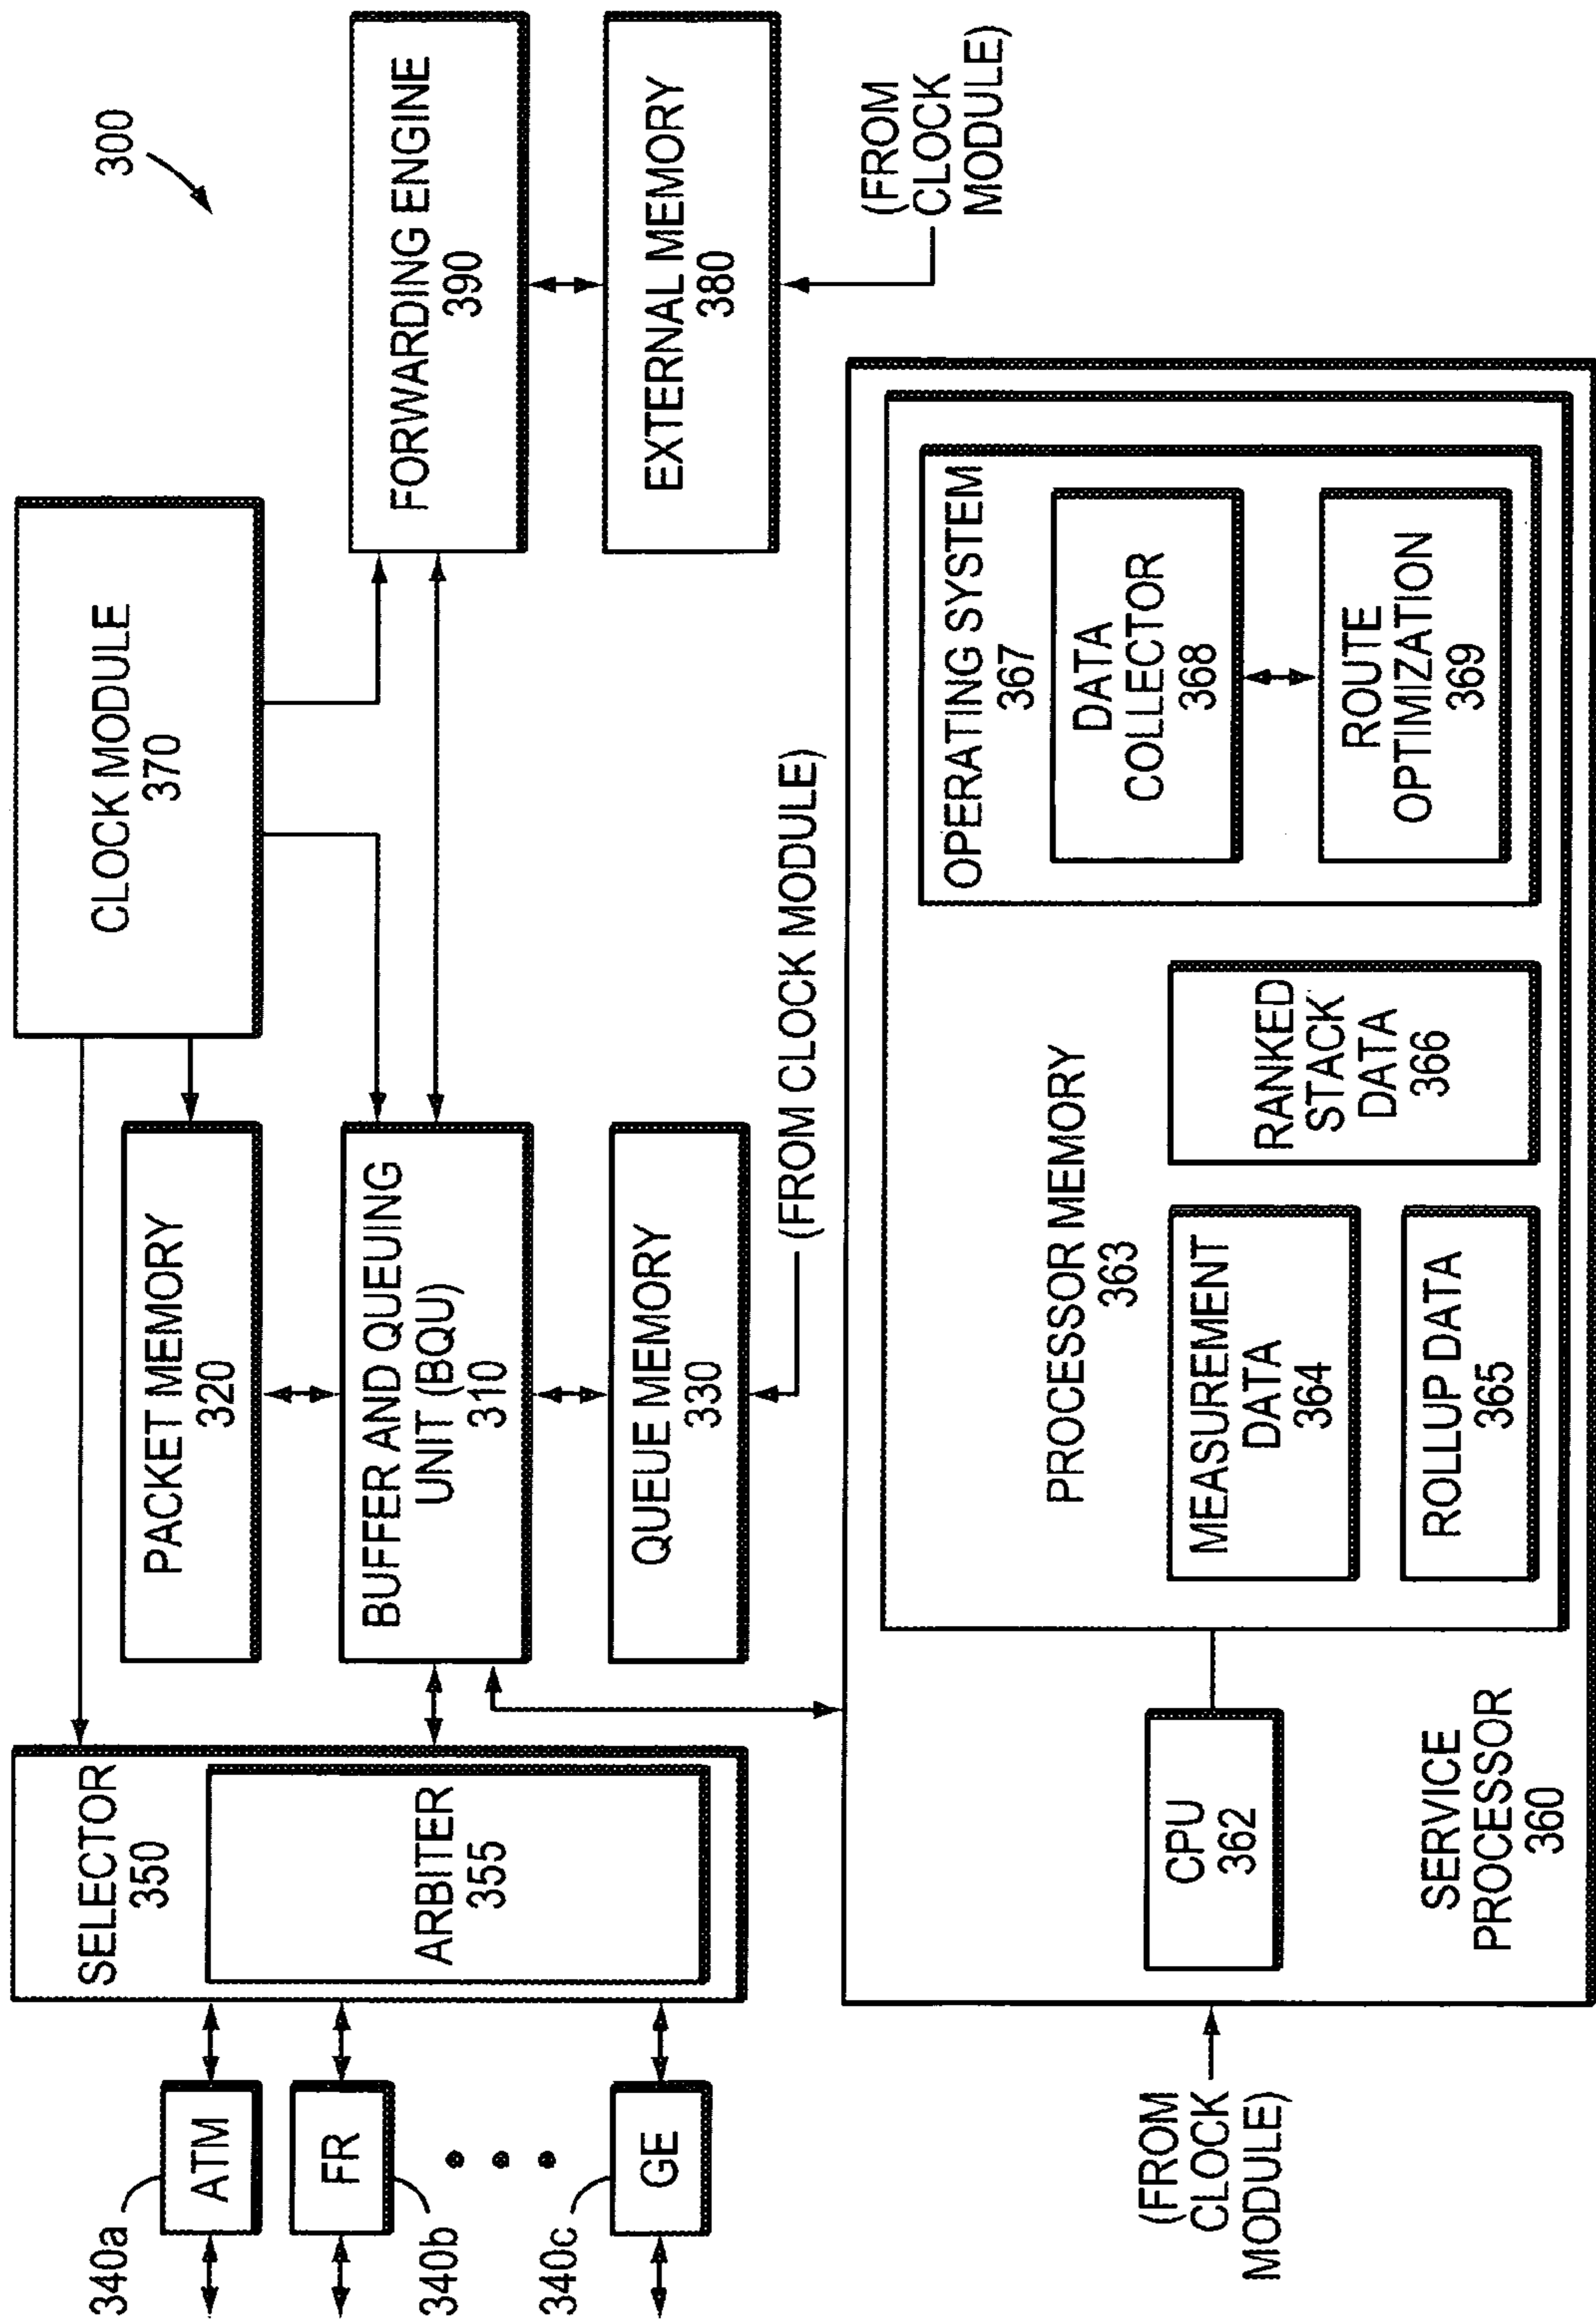 300
CLOCK MODULE
370
FORWARDING ENGINE
390
EXTERNAL MEMORY
380
(FROM
CLOCK
MODULE)
PACKET MEMORY
320
BUFFER AND QUEUING
UNIT (BQU)
310
QUEUE MEMORY
330
(FROM CLOCK MODULE)
SELECTOR
350
ARBITER
355
340a
ATM
FR
340b
340c
GE
SERVICE
PROCESSOR
360
CPU
362
(FROM
CLOCK
MODULE)
PROCESSOR MEMORY
363
MEASUREMENT
DATA
364
ROLLUP DATA
365
RANKED
STACK
DATA
366
OPERATING SYSTEM
367
DATA
COLLECTOR
368
ROUTE
OPTIMIZATION
369